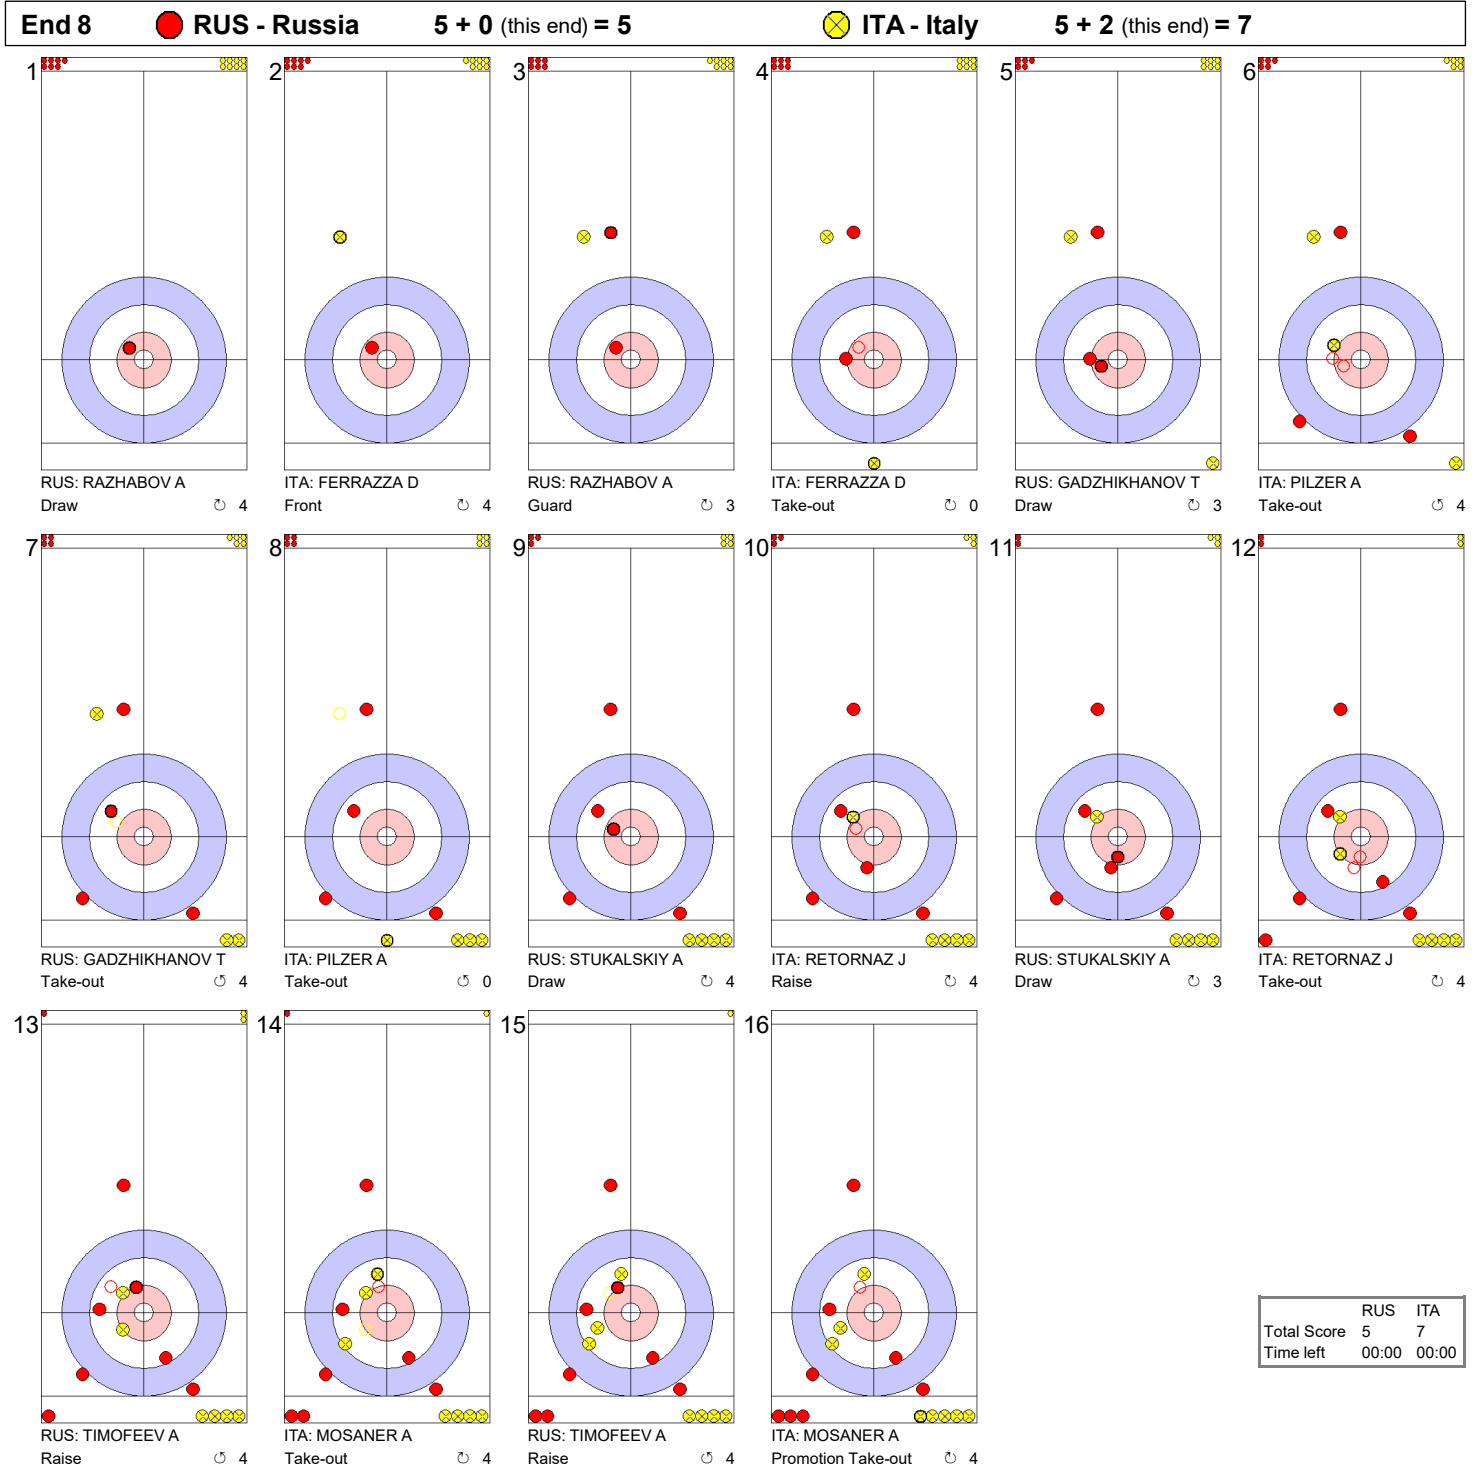 End 8 RUS - Russia 5 + 0 (this end) = 5 ITA - Italy 5 + 2 (this end) = 7
1 2 3 4 5 6
RUS: RAZHABOV A ITA: FERRAZZA D RUS: RAZHABOV A ITA: FERRAZZA D RUS: GADZHIKHANOV T ITA: PILZER A
Draw ↻ 4 Front ↻ 4 Guard ↻ 3 Take-out ↻ 0 Draw ↻ 3 Take-out ↺ 4
7 8 9 10 11 12
RUS: GADZHIKHANOV T ITA: PILZER A RUS: STUKALSKIY A ITA: RETORNAZ J RUS: STUKALSKIY A ITA: RETORNAZ J
Take-out ↺ 4 Take-out ↺ 0 Draw ↻ 4 Raise ↻ 4 Draw ↻ 3 Take-out ↻ 4
13 14 15 16
RUS: TIMOFEEV A ITA: MOSANER A RUS: TIMOFEEV A ITA: MOSANER A
Raise ↺ 4 Take-out ↻ 4 Raise ↺ 4 Promotion Take-out ↻ 4
RUS ITA
Total Score 5 7
Time left 00:00 00:00